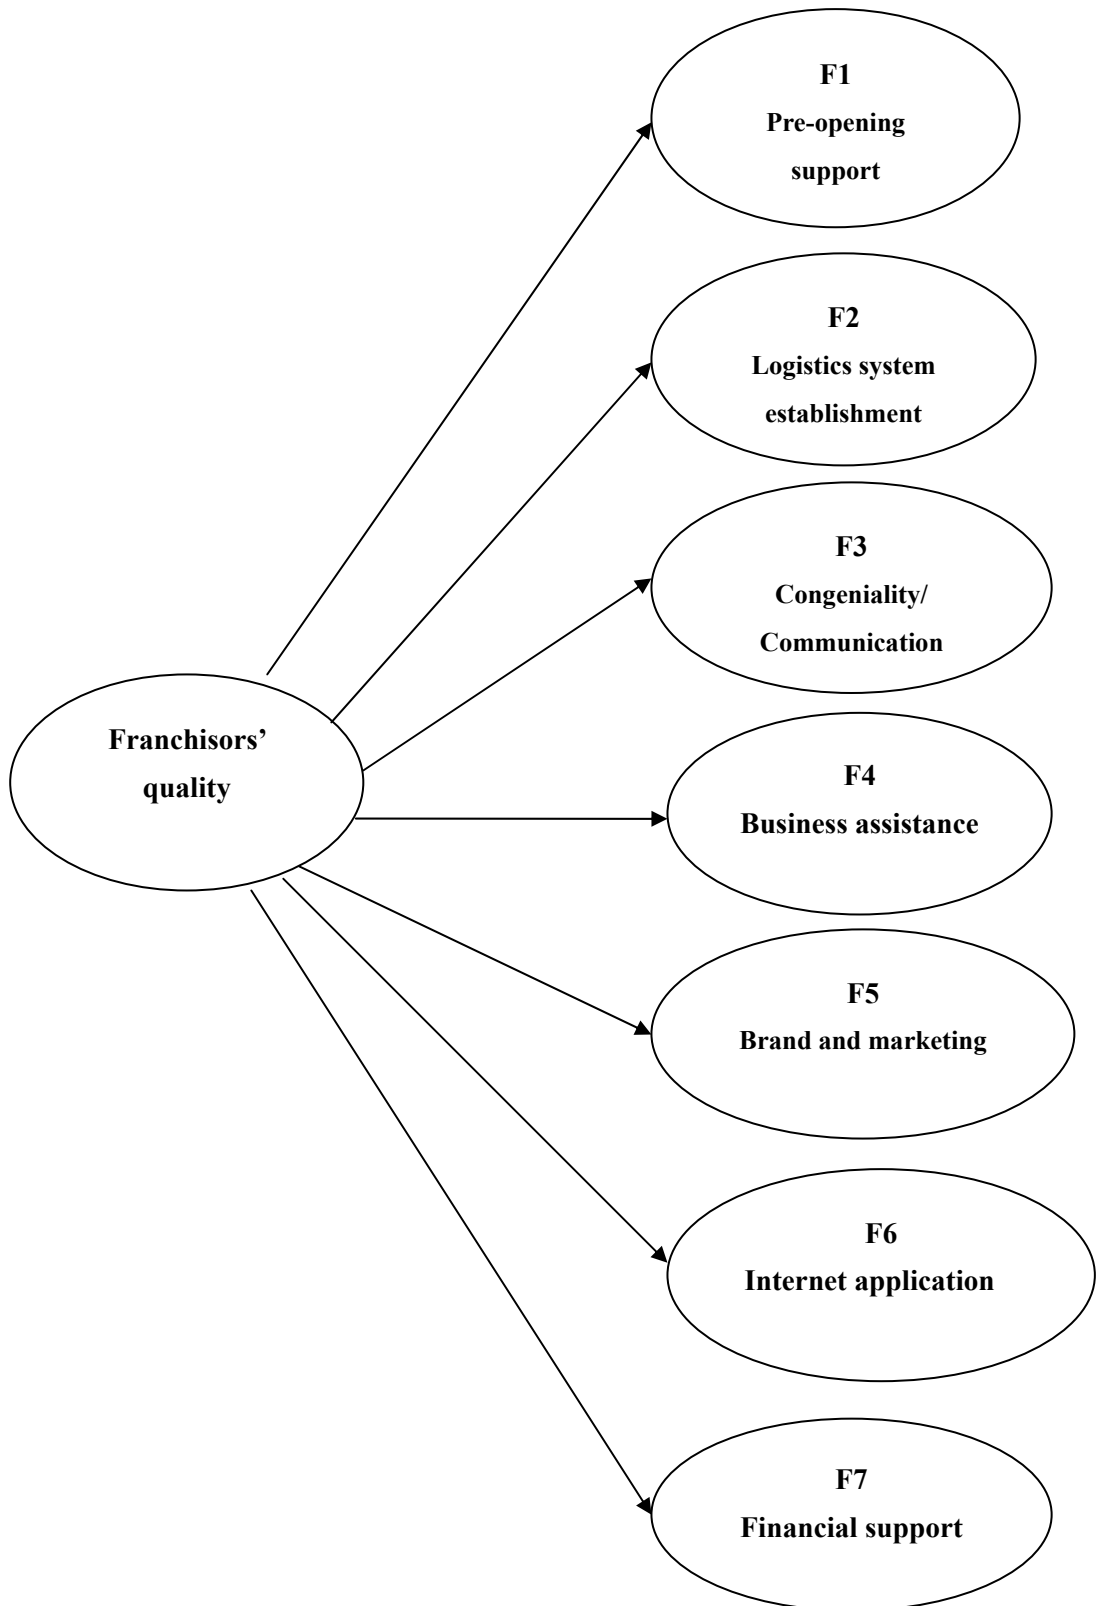 F1
Pre-opening
support
F2
Logistics system
establishment
F3
Congeniality/
Communication
Franchisors’
quality
F4
Business assistance
F5
Brand and marketing
F6
Internet application
F7
Financial support